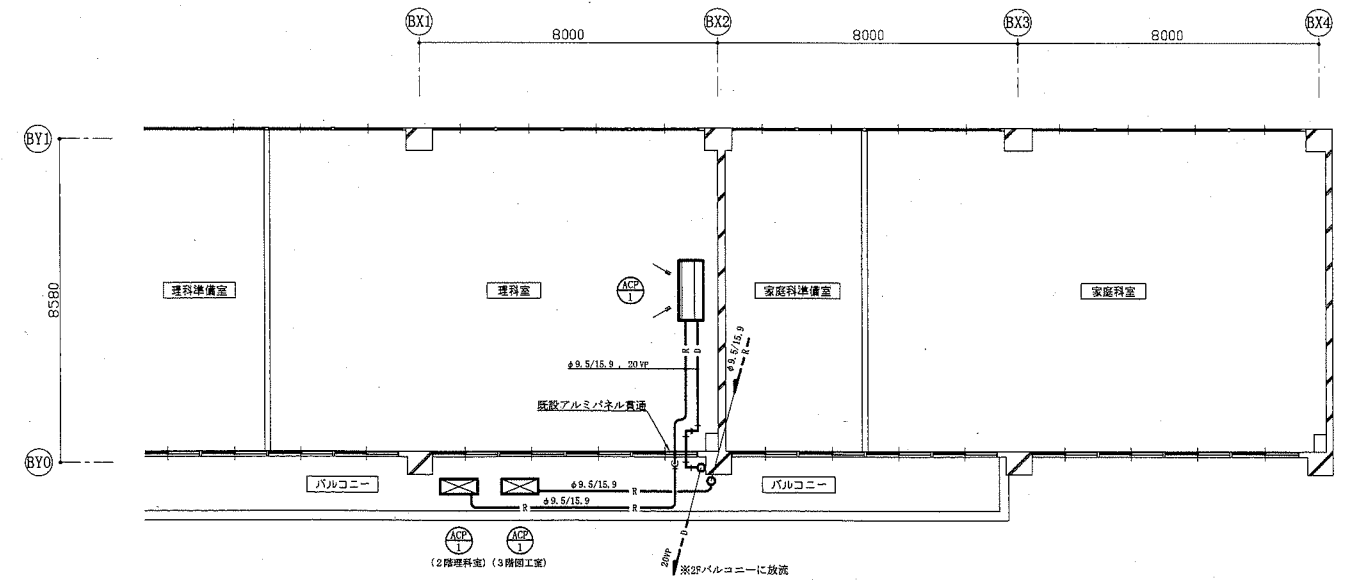 BX1
BX2
BX3
BX4
8000
8000
8000
BY1
8580
BY0
理科準備室
理科室
ACP
1
家庭科準備室
家庭科室
R
D
φ9.5/15.9 , 20VP
φ9.5/15.9
R
既設アルミパネル貫通
バルコニー
バルコニー
φ9.5/15.9
R
φ9.5/15.9
R
R
ACP
1
(2階理科室)
ACP
1
(3階図工室)
20VP
D
※2Fバルコニーに放流